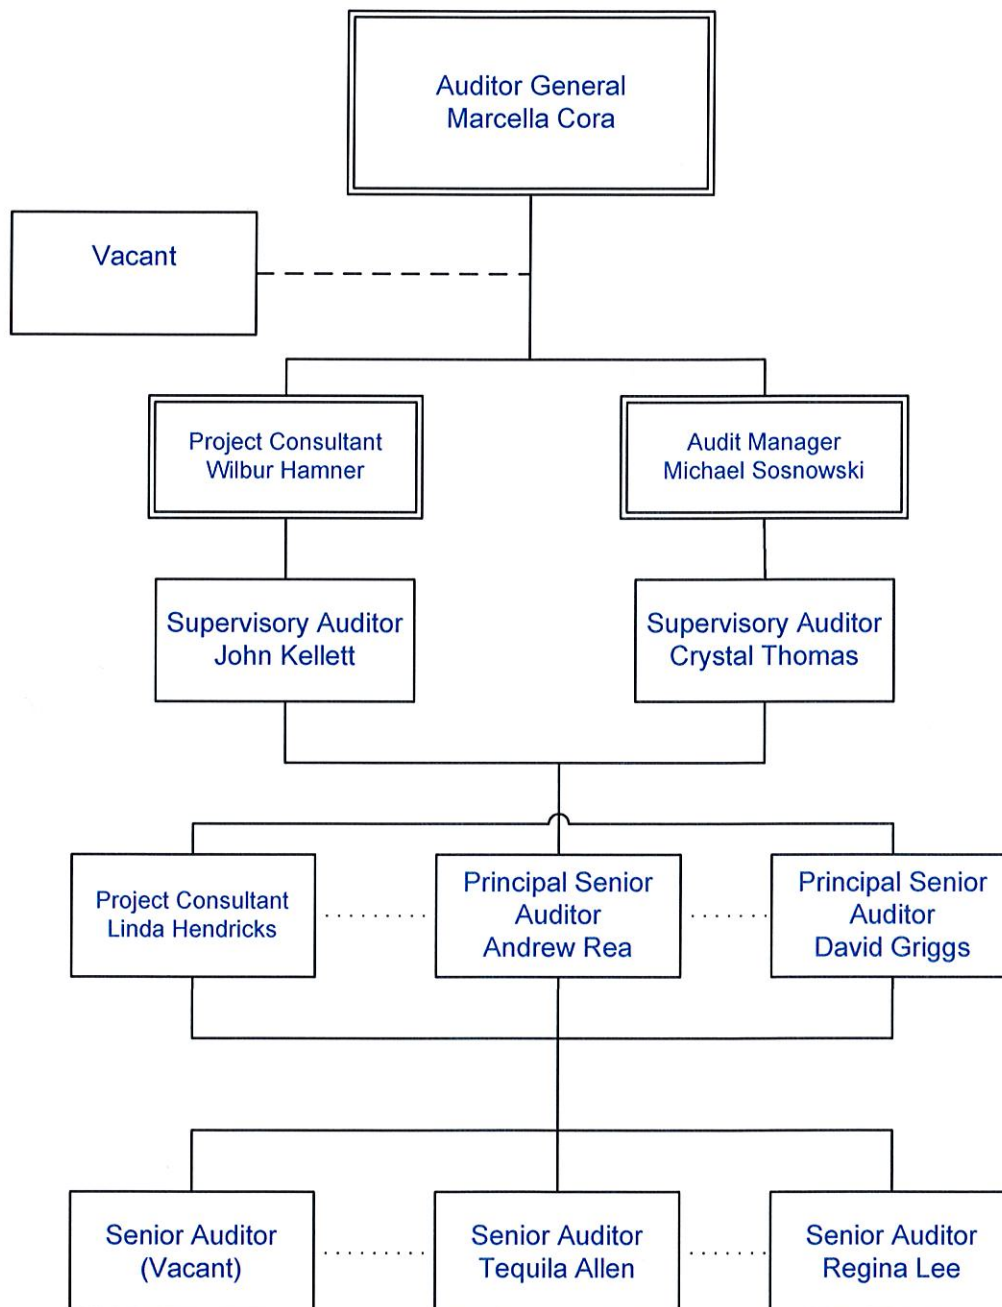 Auditor General
Marcella Cora
Vacant
Project Consultant
Wilbur Hamner
Audit Manager
Michael Sosnowski
Supervisory Auditor
John Kellett
Supervisory Auditor
Crystal Thomas
Project Consultant
Linda Hendricks
Principal Senior
Auditor
Andrew Rea
Principal Senior
Auditor
David Griggs
Senior Auditor
(Vacant)
Senior Auditor
Tequila Allen
Senior Auditor
Regina Lee